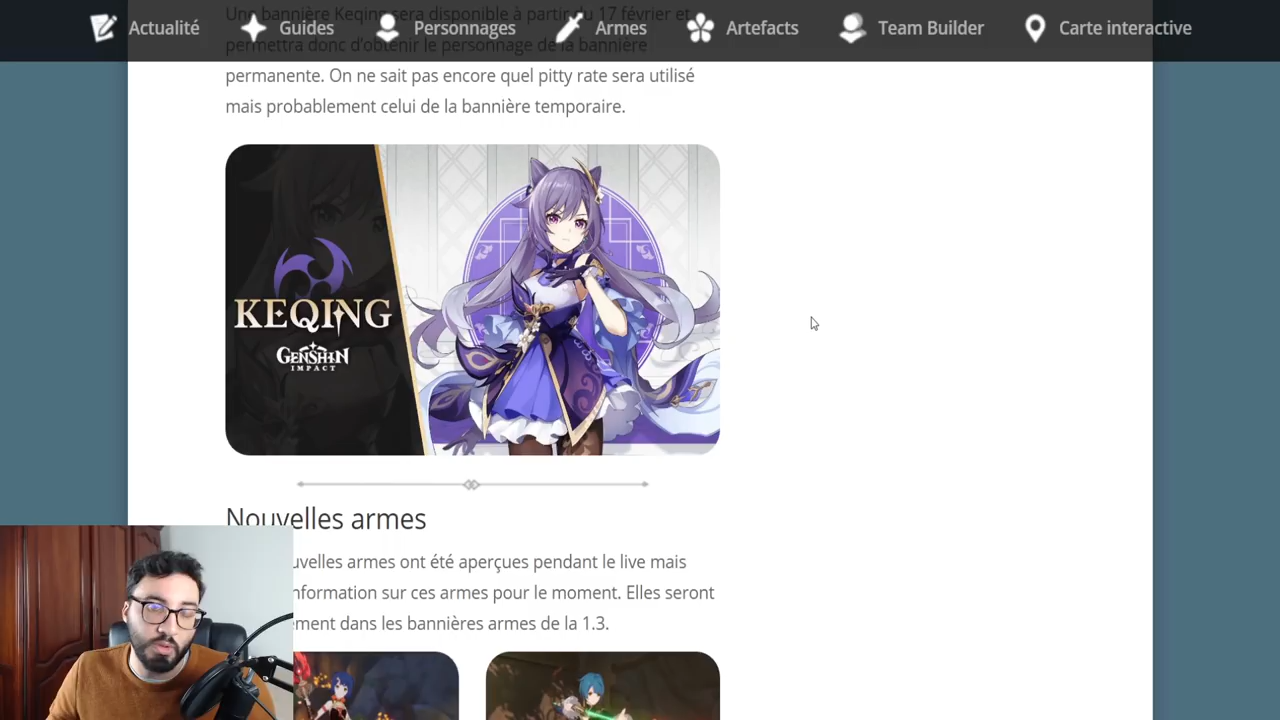 Une bannière Keqing sera disponible à partir du 17 février et
Actualité Guides Personnages Armes Artefacts Team Builder Carte interactive
permettra donc d'obtenir le personnage de la bannière
permanente. On ne sait pas encore quel pitty rate sera utilisé
mais probablement celui de la bannière temporaire.
KEQING
GENSHIN
IMPACT
Nouvelles armes
uvelles armes ont été aperçues pendant le live mais
nformation sur ces armes pour le moment. Elles seront
ment dans les bannières armes de la 1.3.